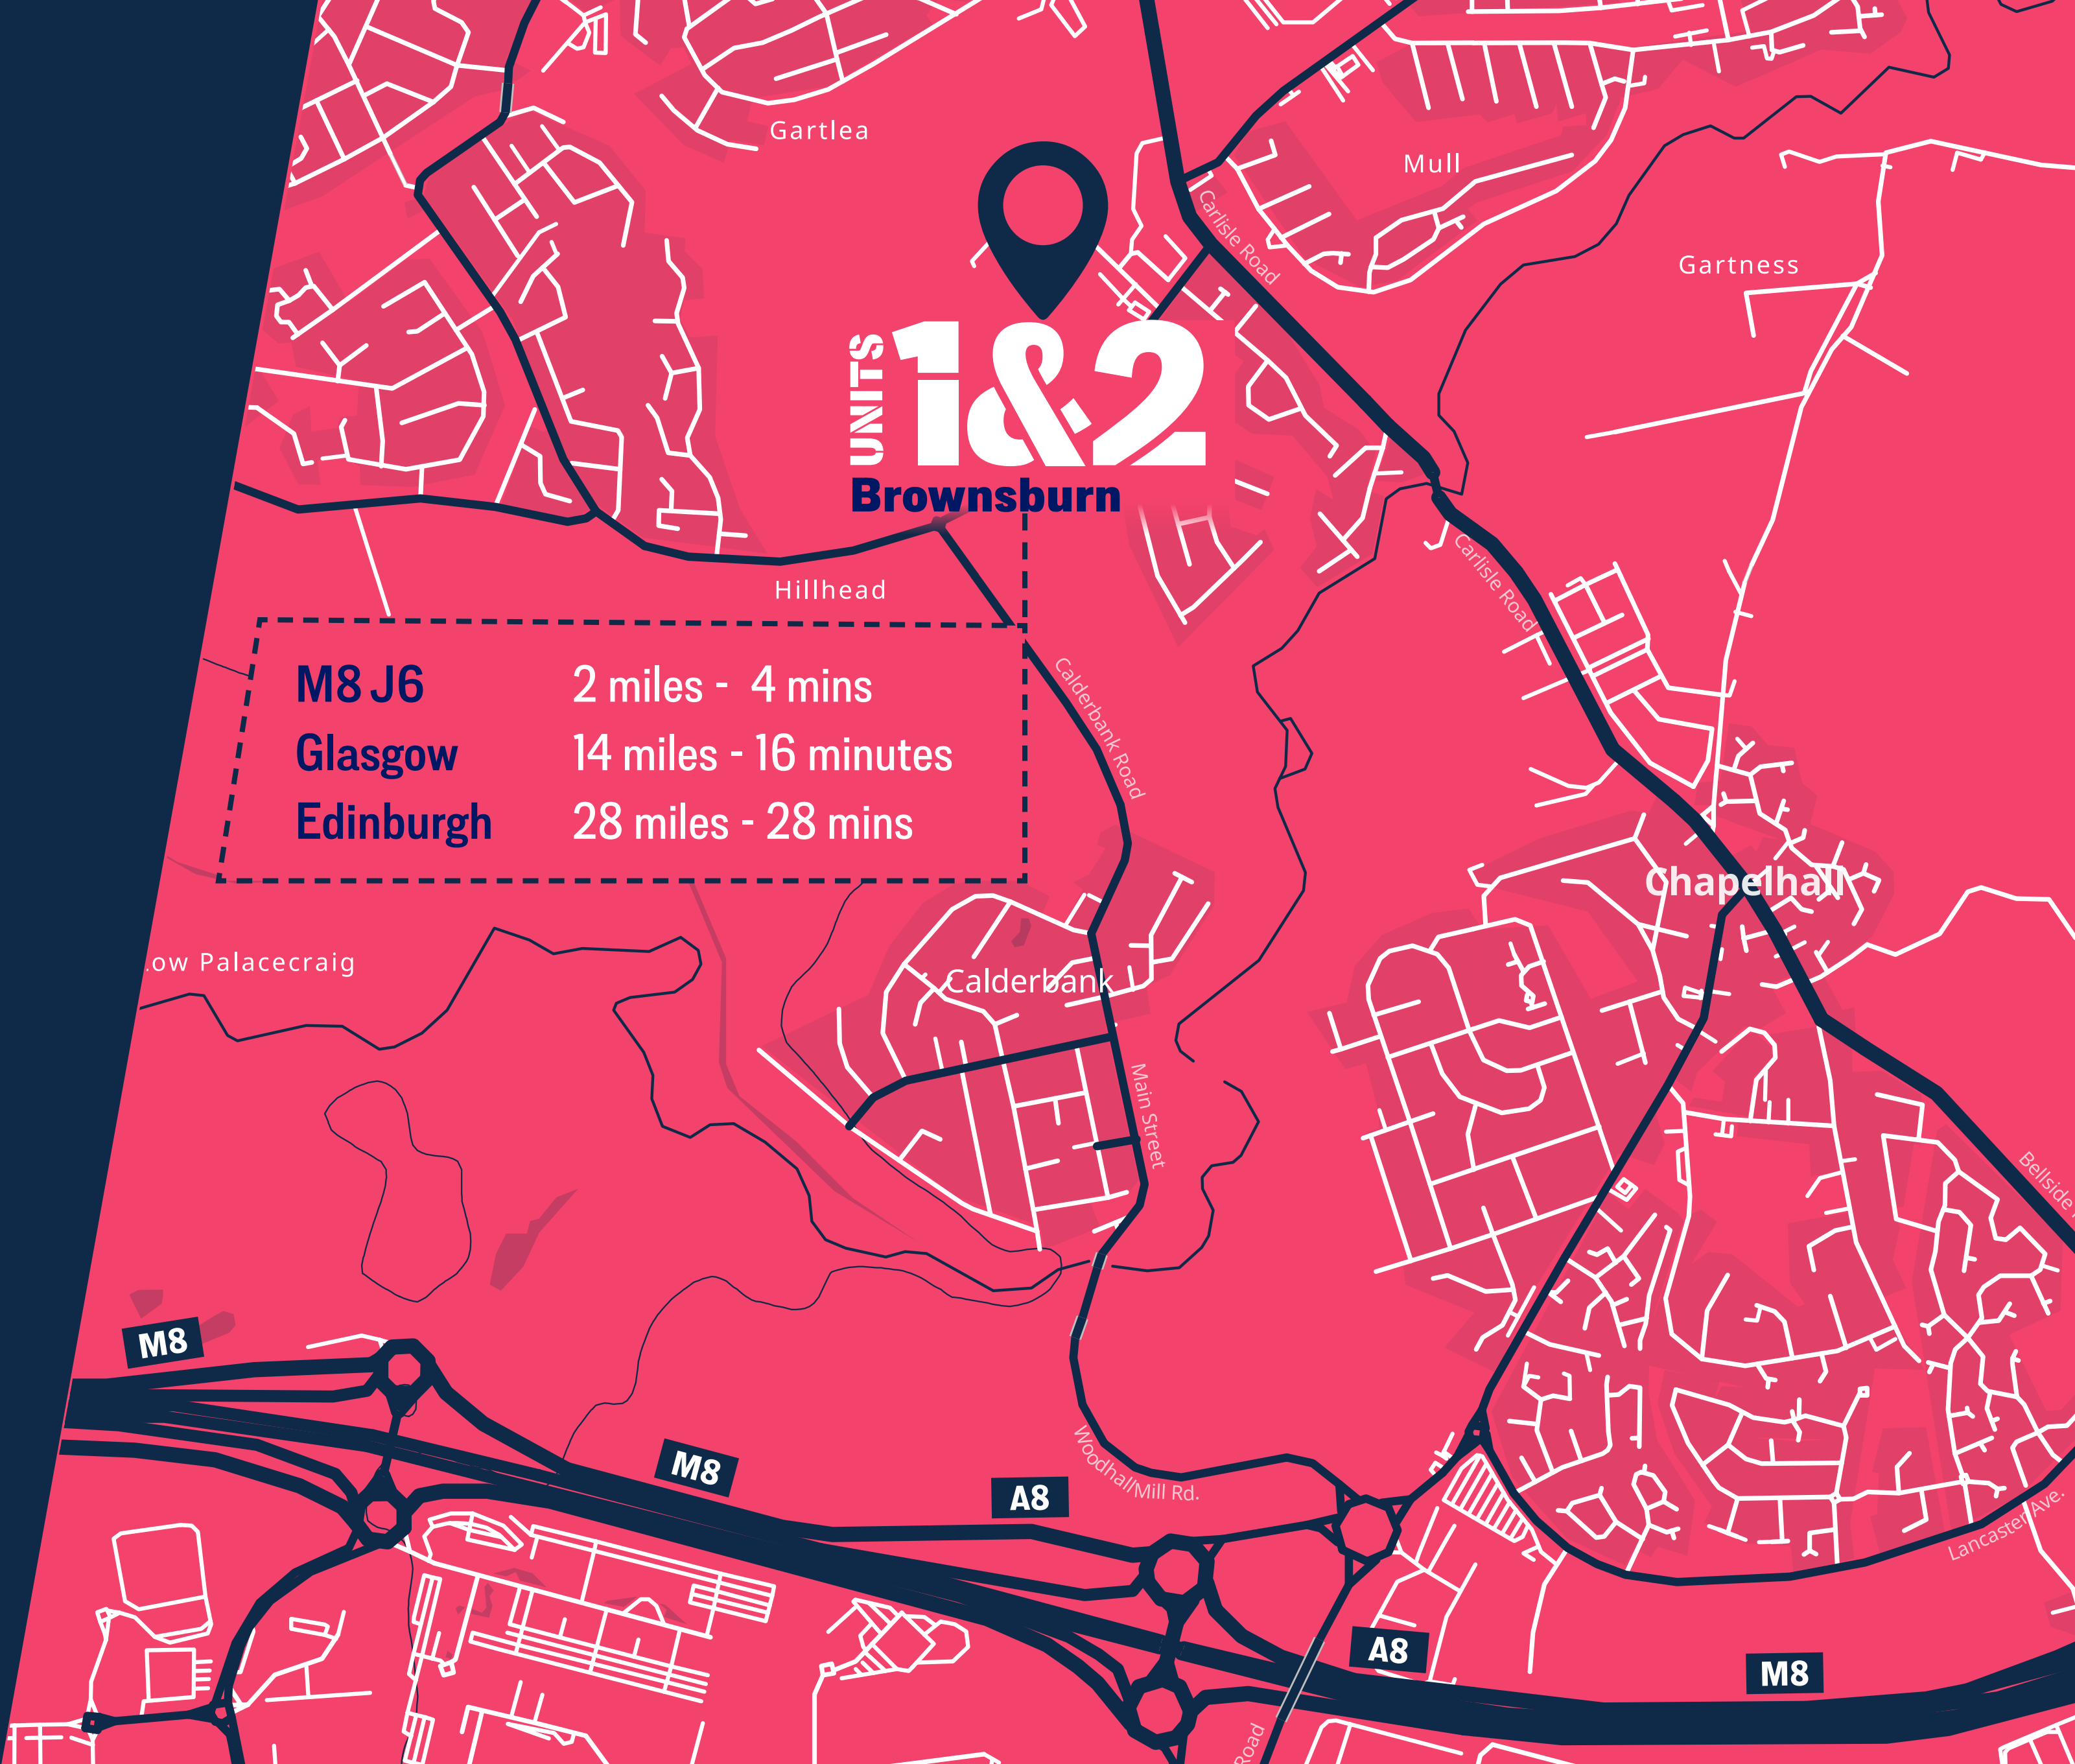 Gartlea
Mull
Carlisle Road
Gartness
UNITS
1&2
Brownsburn
Carlisle Road
Hillhead
M8 J6 2 miles - 4 mins
Glasgow 14 miles - 16 minutes
Edinburgh 28 miles - 28 mins
Calderbank Road
Chapelhall
ow Palacecraig
Calderbank
Main Street
Bellside
M8
M8
A8
Woodhall/Mill Rd.
Lancaster Ave.
A8
M8
Road